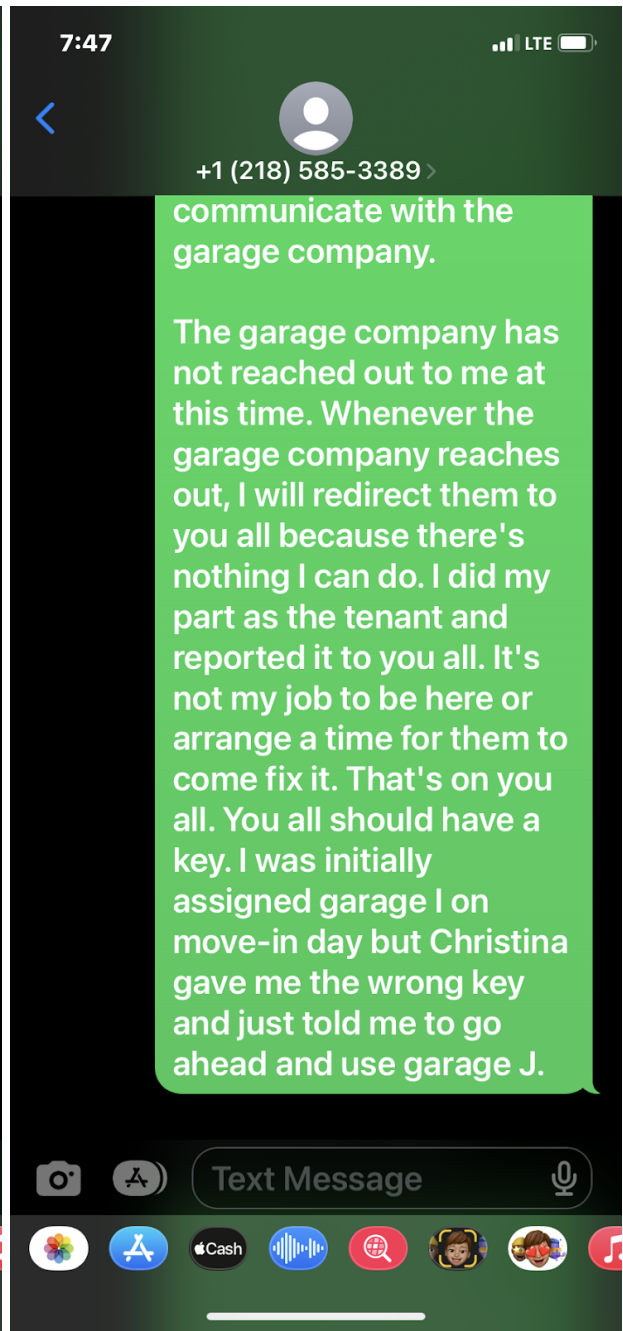 7:47
LTE
+1 (218) 585-3389
communicate with the
garage company.
The garage company has
not reached out to me at
this time. Whenever the
garage company reaches
out, I will redirect them to
you all because there's
nothing I can do. I did my
part as the tenant and
reported it to you all. It's
not my job to be here or
arrange a time for them to
come fix it. That's on you
all. You all should have a
key. I was initially
assigned garage I on
move-in day but Christina
gave me the wrong key
and just told me to go
ahead and use garage J.
Text Message
Cash